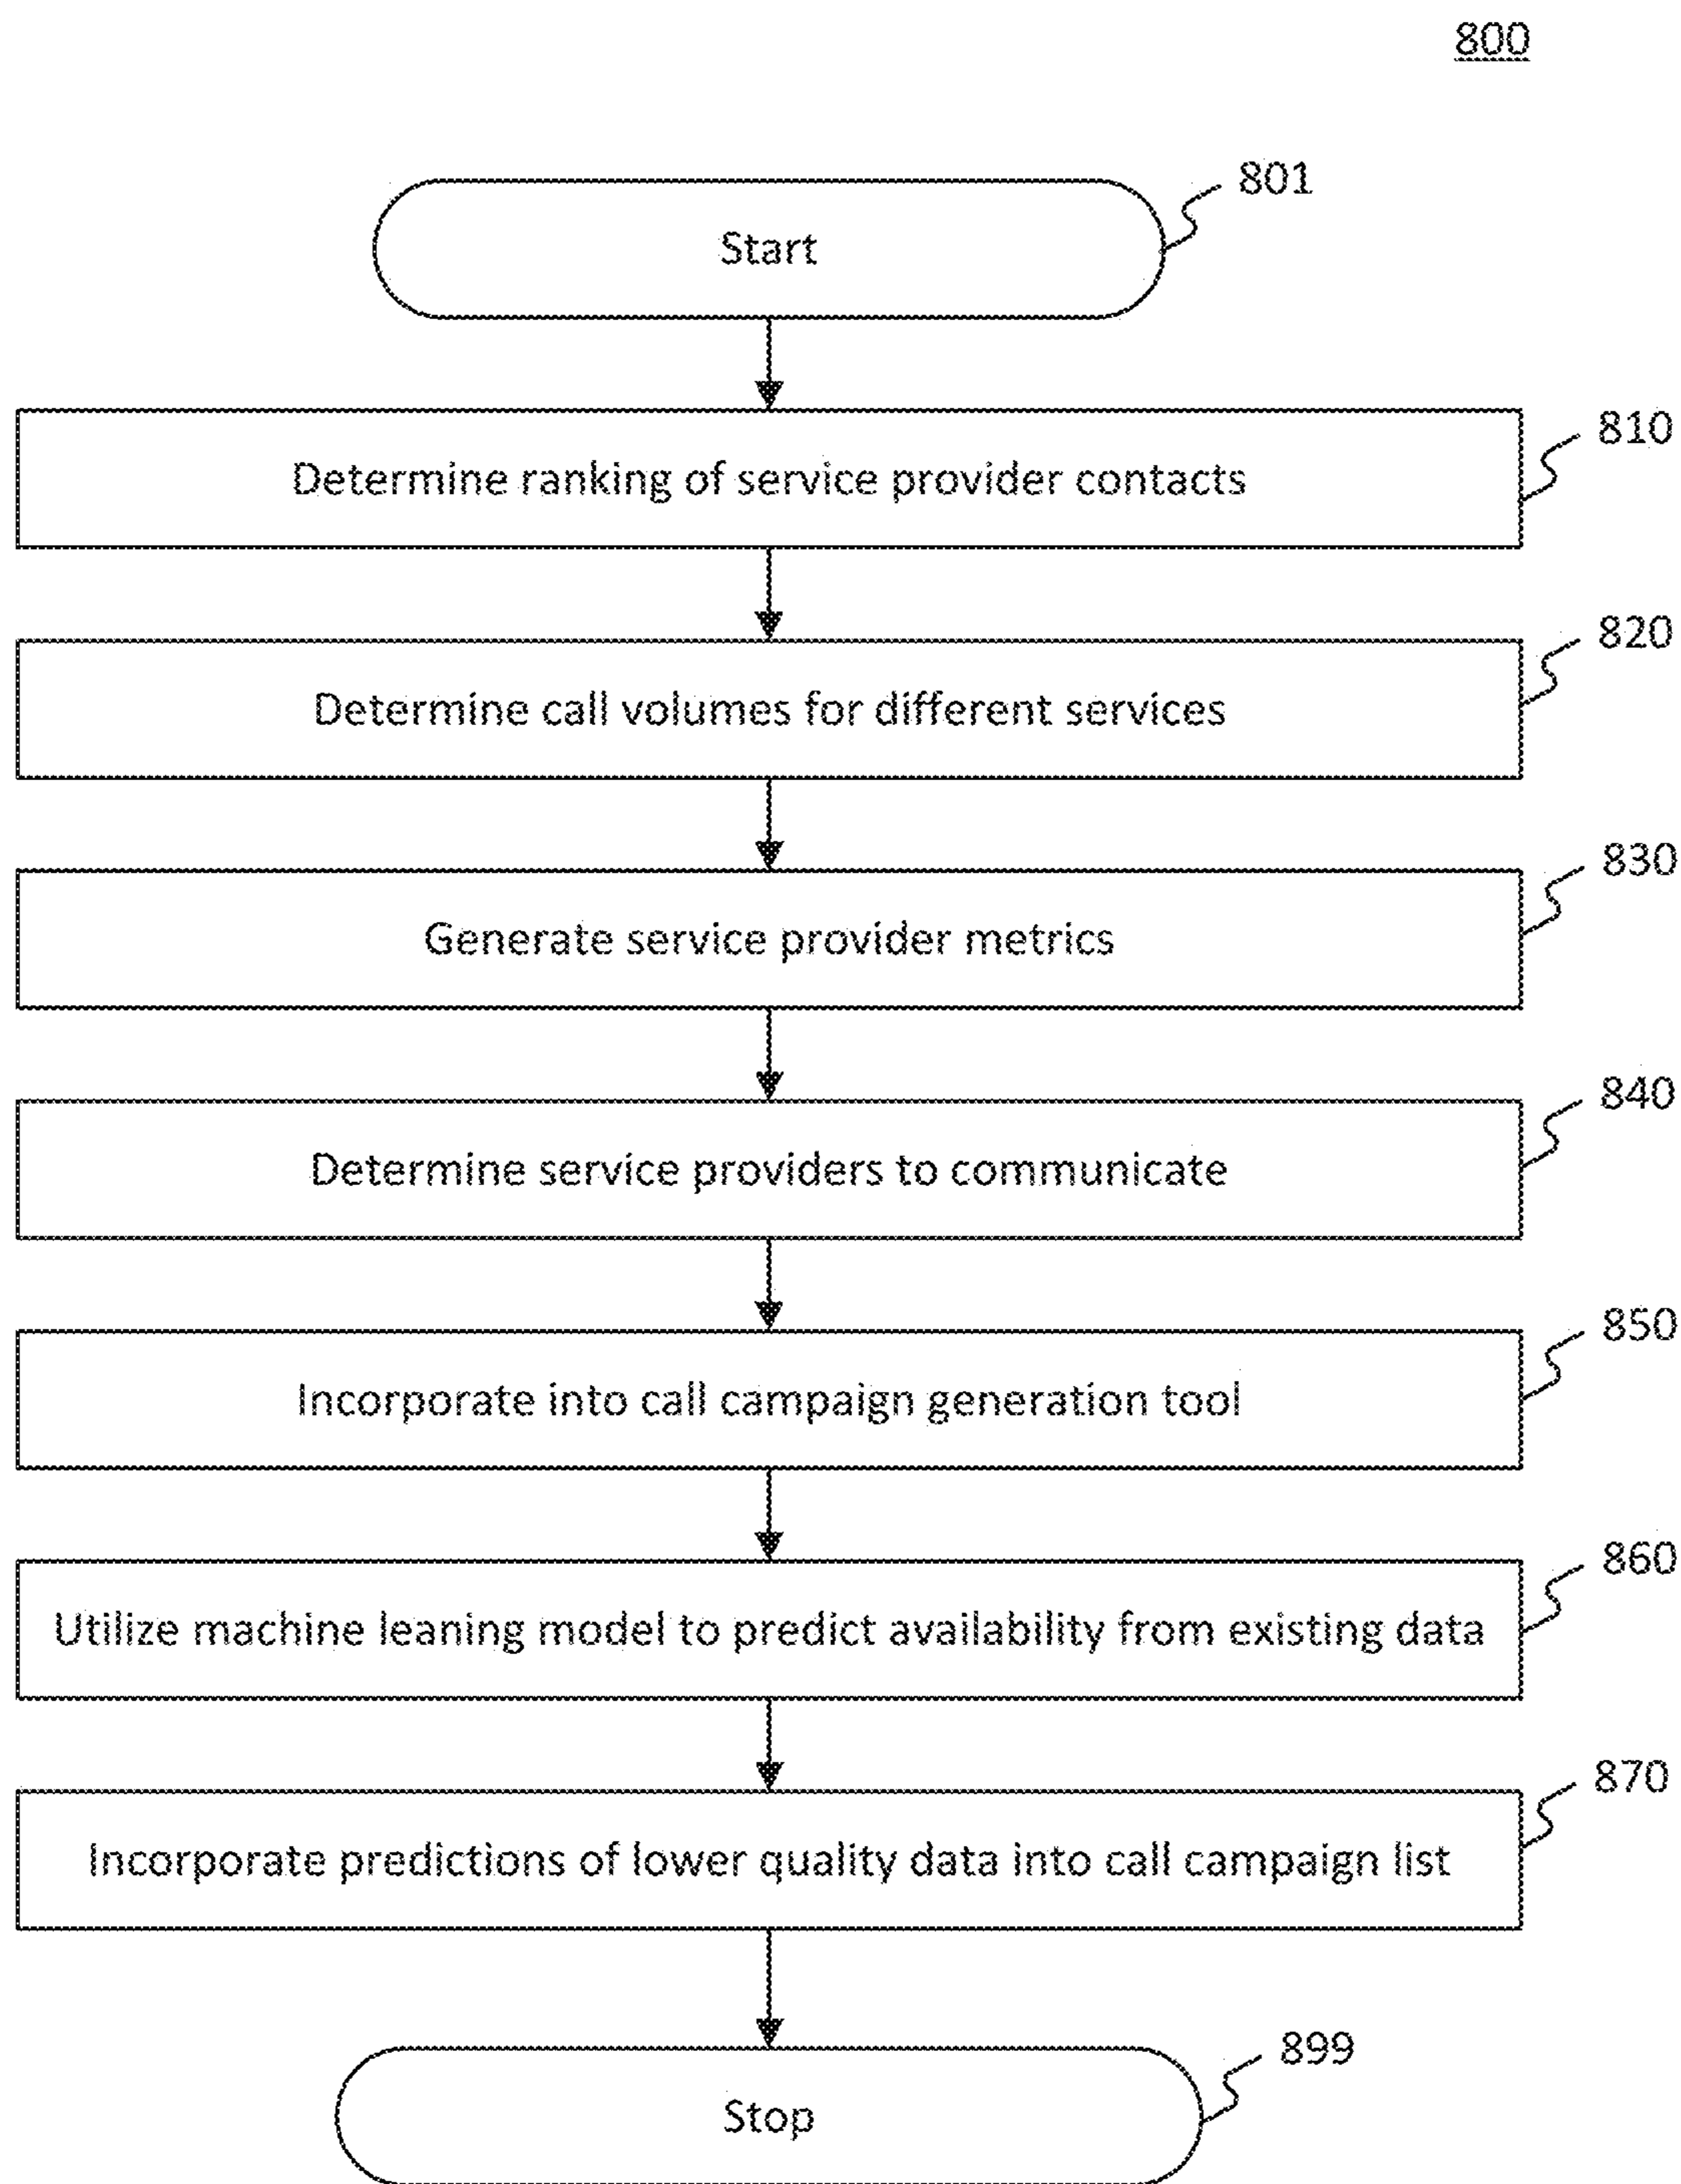 800
Start
801
Determine ranking of service provider contacts
810
Determine call volumes for different services
820
Generate service provider metrics
830
Determine service providers to communicate
840
Incorporate into call campaign generation tool
850
Utilize machine leaning model to predict availability from existing data
860
Incorporate predictions of lower quality data into call campaign list
870
Stop
899